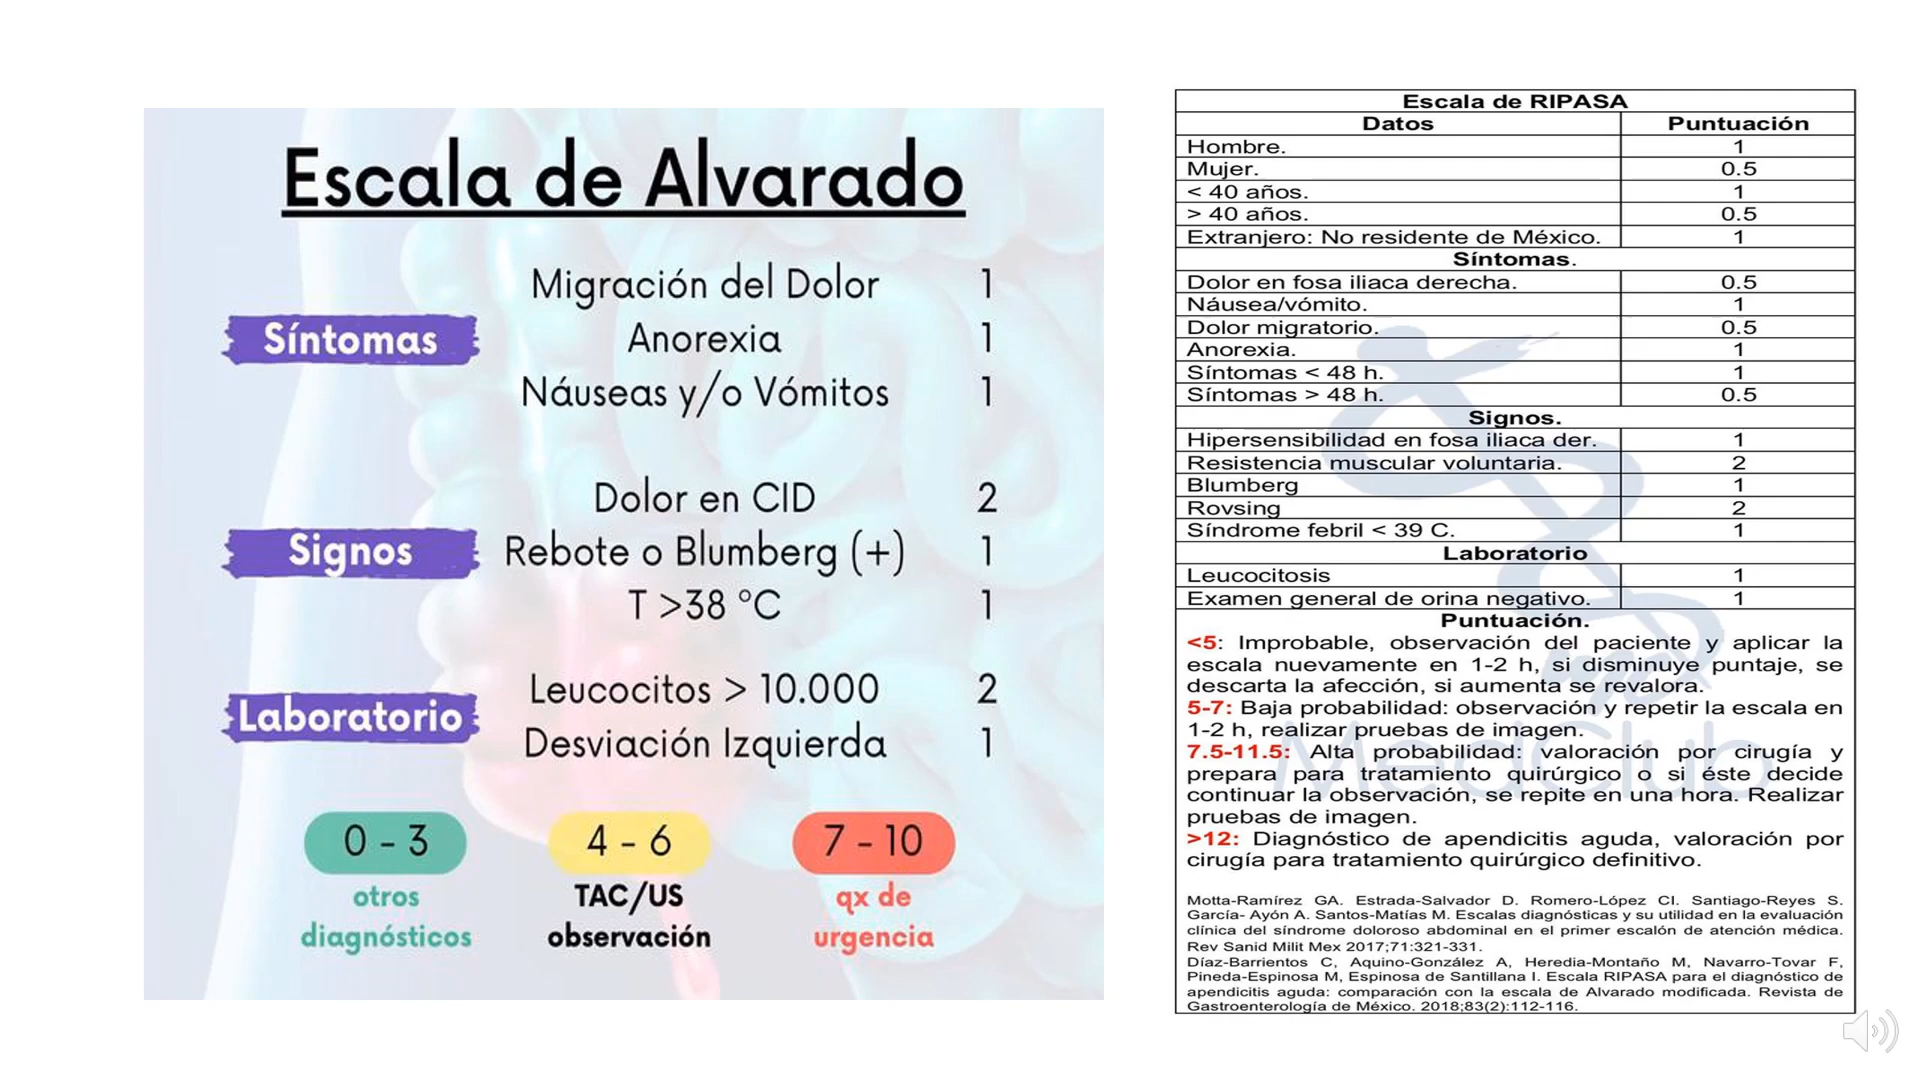 Escala de Alvarado
Síntomas
Migración del Dolor 1
Anorexia 1
Náuseas y/o Vómitos 1
Signos
Dolor en CID 2
Rebote o Blumberg (+) 1
T >38 °C 1
Laboratorio
Leucocitos > 10.000 2
Desviación Izquierda 1
0 - 3
otros
diagnósticos
4 - 6
TAC/US
observación
7 - 10
qx de
urgencia
Escala de RIPASA
Datos Puntuación
Hombre. 1
Mujer. 0.5
< 40 años. 1
> 40 años. 0.5
Extranjero: No residente de México. 1
Síntomas.
Dolor en fosa iliaca derecha. 0.5
Náusea/vómito. 1
Dolor migratorio. 0.5
Anorexia. 1
Síntomas < 48 h. 1
Síntomas > 48 h. 0.5
Signos.
Hipersensibilidad en fosa iliaca der. 1
Resistencia muscular voluntaria. 2
Blumberg 1
Rovsing 2
Síndrome febril < 39 C. 1
Laboratorio
Leucocitosis 1
Examen general de orina negativo. 1
Puntuación.
<5: Improbable, observación del paciente y aplicar la
escala nuevamente en 1-2 h, si disminuye puntaje, se
descarta la afección, si aumenta se revalora.
5-7: Baja probabilidad: observación y repetir la escala en
1-2 h, realizar pruebas de imagen.
7.5-11.5: Alta probabilidad: valoración por cirugía y
prepara para tratamiento quirúrgico o si éste decide
continuar la observación, se repite en una hora. Realizar
pruebas de imagen.
>12: Diagnóstico de apendicitis aguda, valoración por
cirugía para tratamiento quirúrgico definitivo.
Motta-Ramírez GA. Estrada-Salvador D. Romero-López CI. Santiago-Reyes S.
García- Ayón A. Santos-Matías M. Escalas diagnósticas y su utilidad en la evaluación
clínica del síndrome doloroso abdominal en el primer escalón de atención médica.
Rev Sanid Milit Mex 2017;71:321-331.
Díaz-Barrientos C, Aquino-González A, Heredia-Montaño M, Navarro-Tovar F,
Pineda-Espinosa M, Espinosa de Santillana I. Escala RIPASA para el diagnóstico de
apendicitis aguda: comparación con la escala de Alvarado modificada. Revista de
Gastroenterología de México. 2018;83(2):112-116.
MedClub